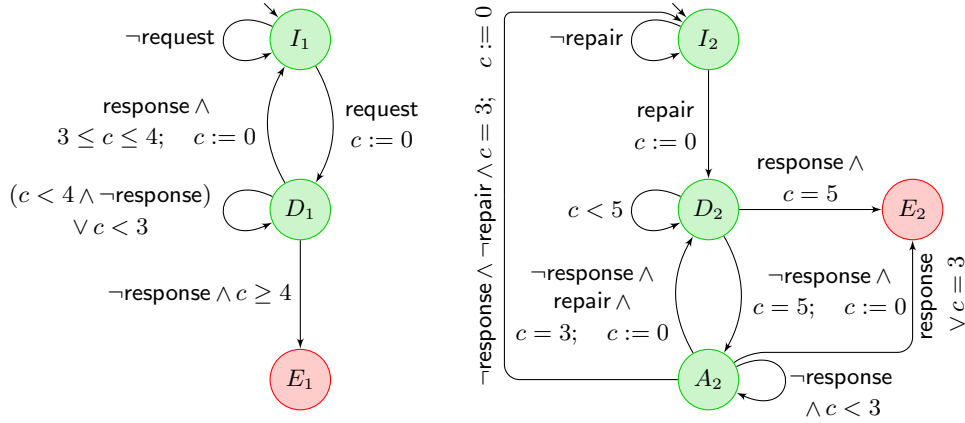 I₁
¬request
response ∧
3 ≤ c ≤ 4; c := 0
request
c := 0
(c < 4 ∧ ¬response)
∨ c < 3
D₁
¬response ∧ c ≥ 4
E₁
¬response ∧ ¬repair ∧ c = 3; c := 0
I₂
¬repair
repair
c := 0
c < 5
D₂
response ∧
c = 5
E₂
¬response ∧
repair ∧
c = 3; c := 0
¬response ∧
c = 5; c := 0
response
∨ c = 3
A₂
¬response
∧ c < 3